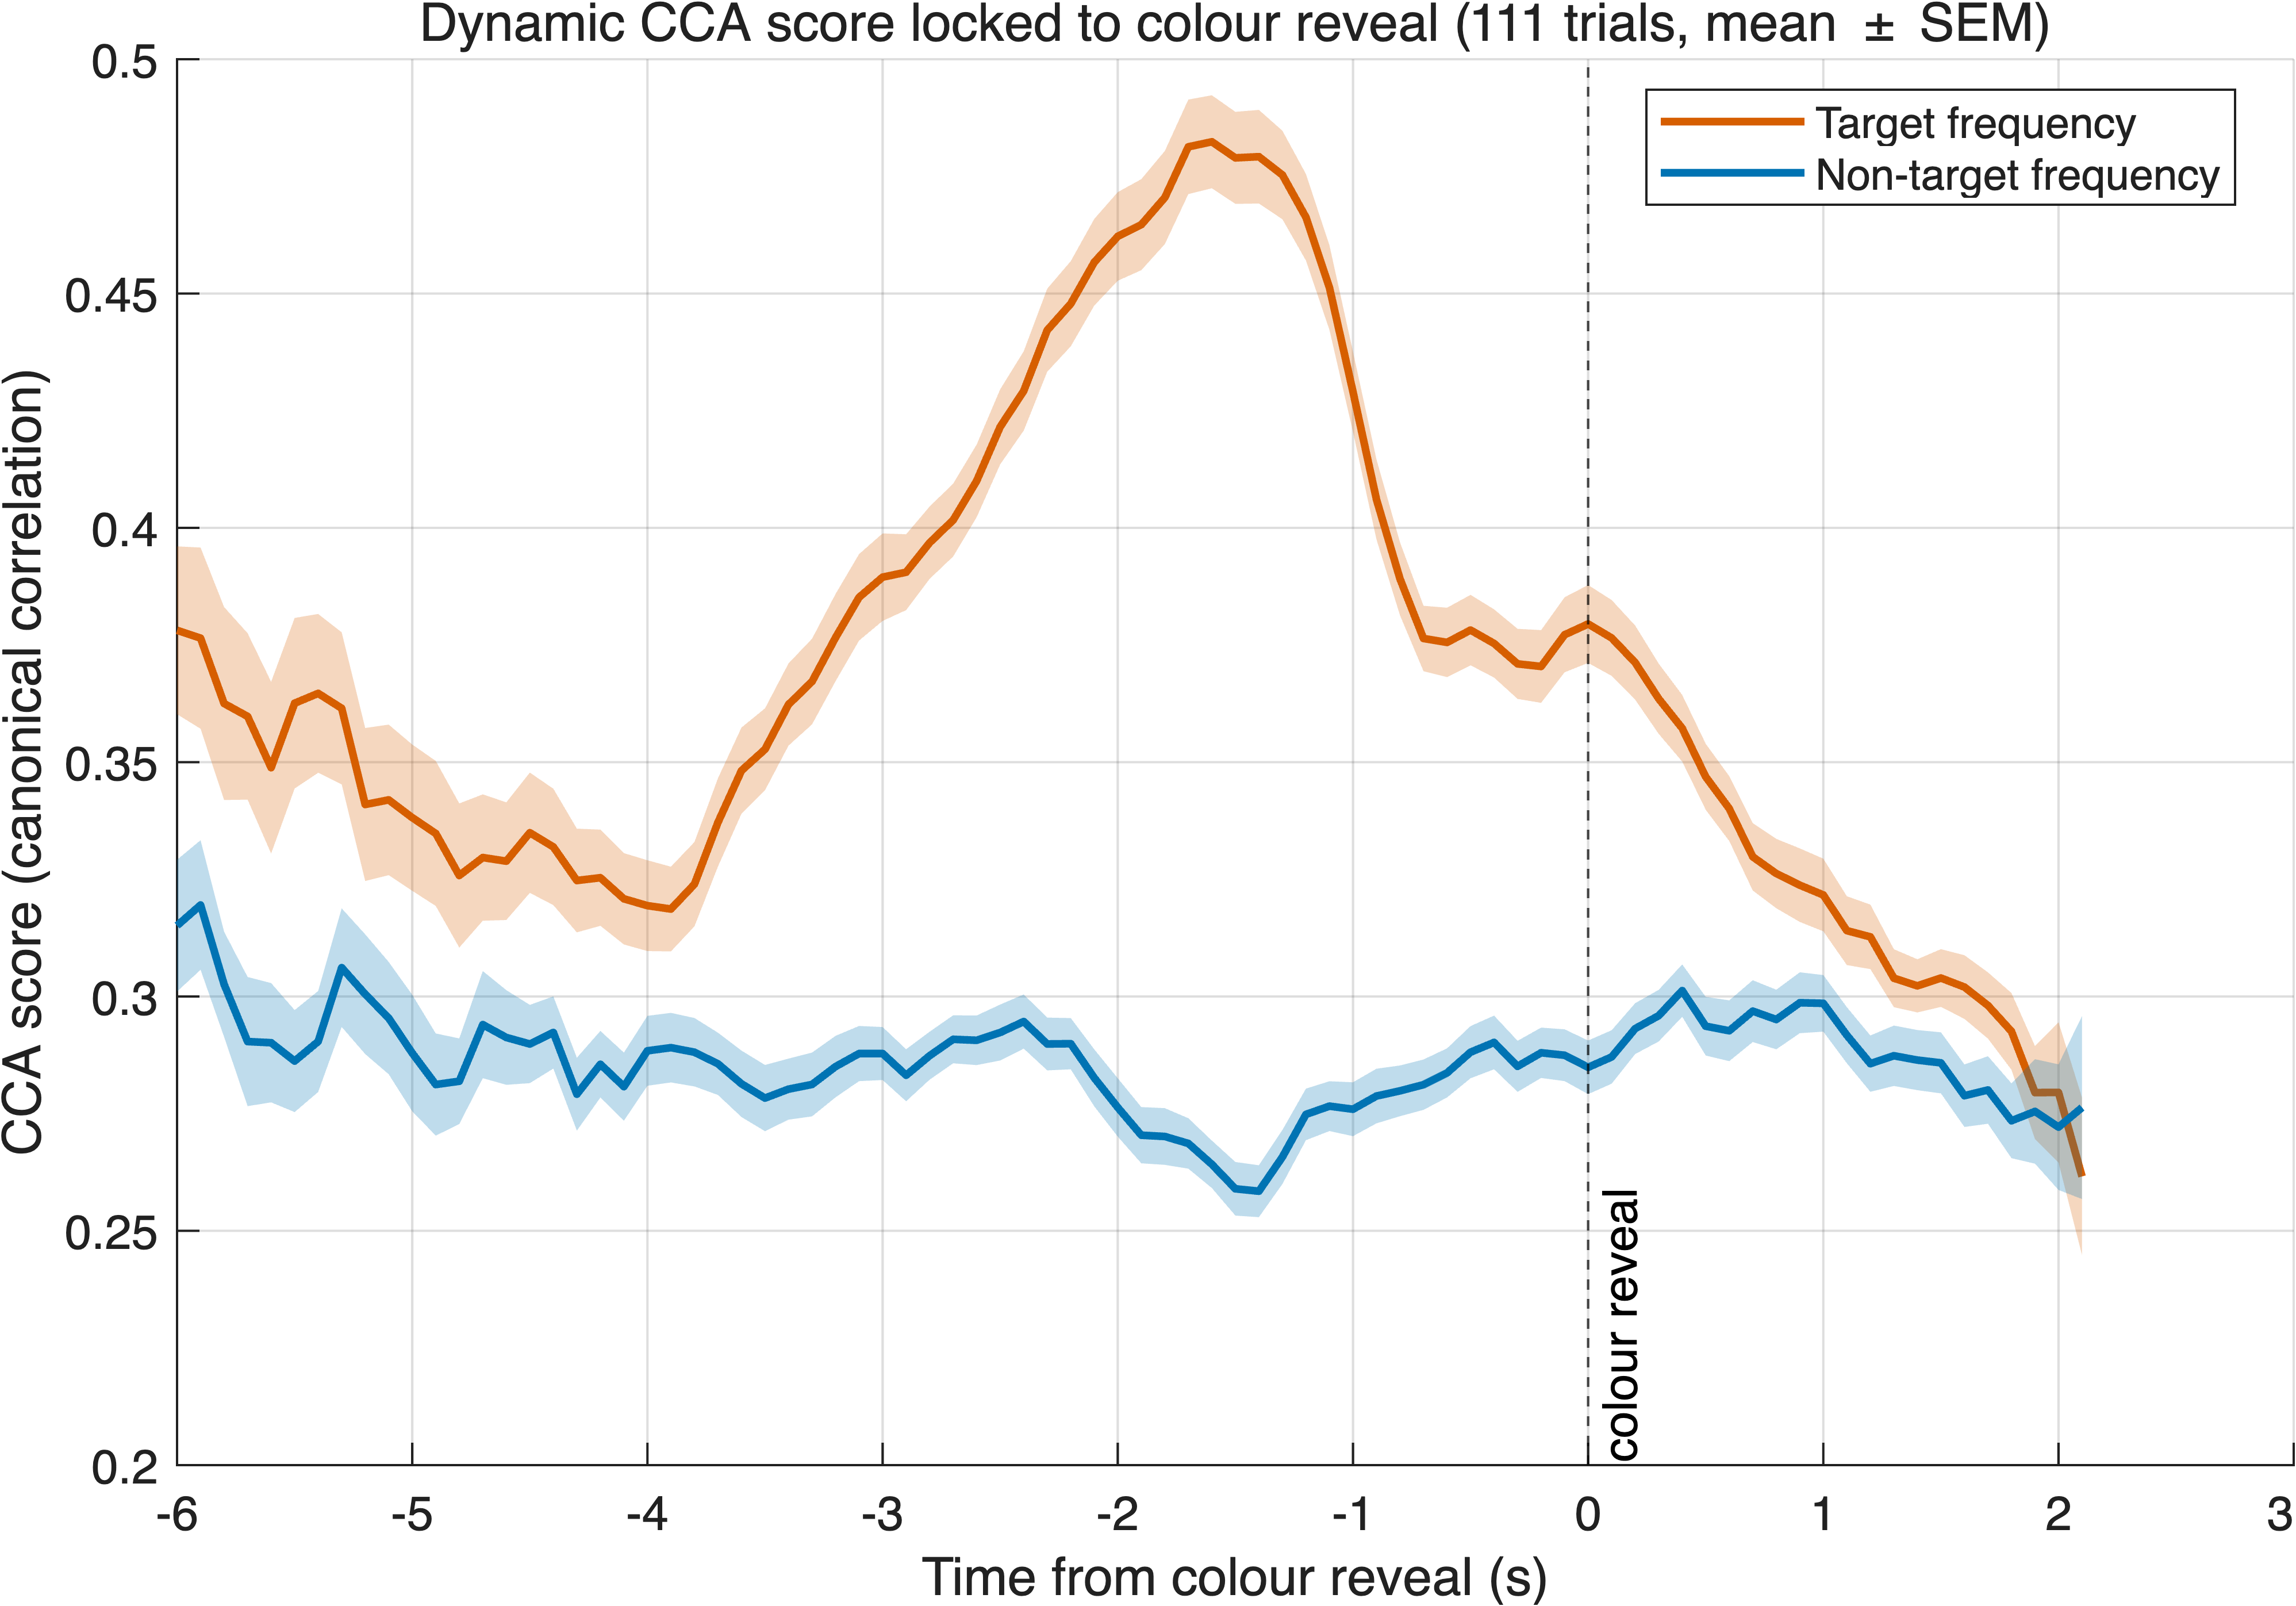 Dynamic CCA score locked to colour reveal (111 trials, mean ± SEM)
0.5
0.45
0.4
0.35
0.3
0.25
0.2
CCA score (canonical correlation)
Target frequency
Non-target frequency
colour reveal
-6 -5 -4 -3 -2 -1 0 1 2 3
Time from colour reveal (s)